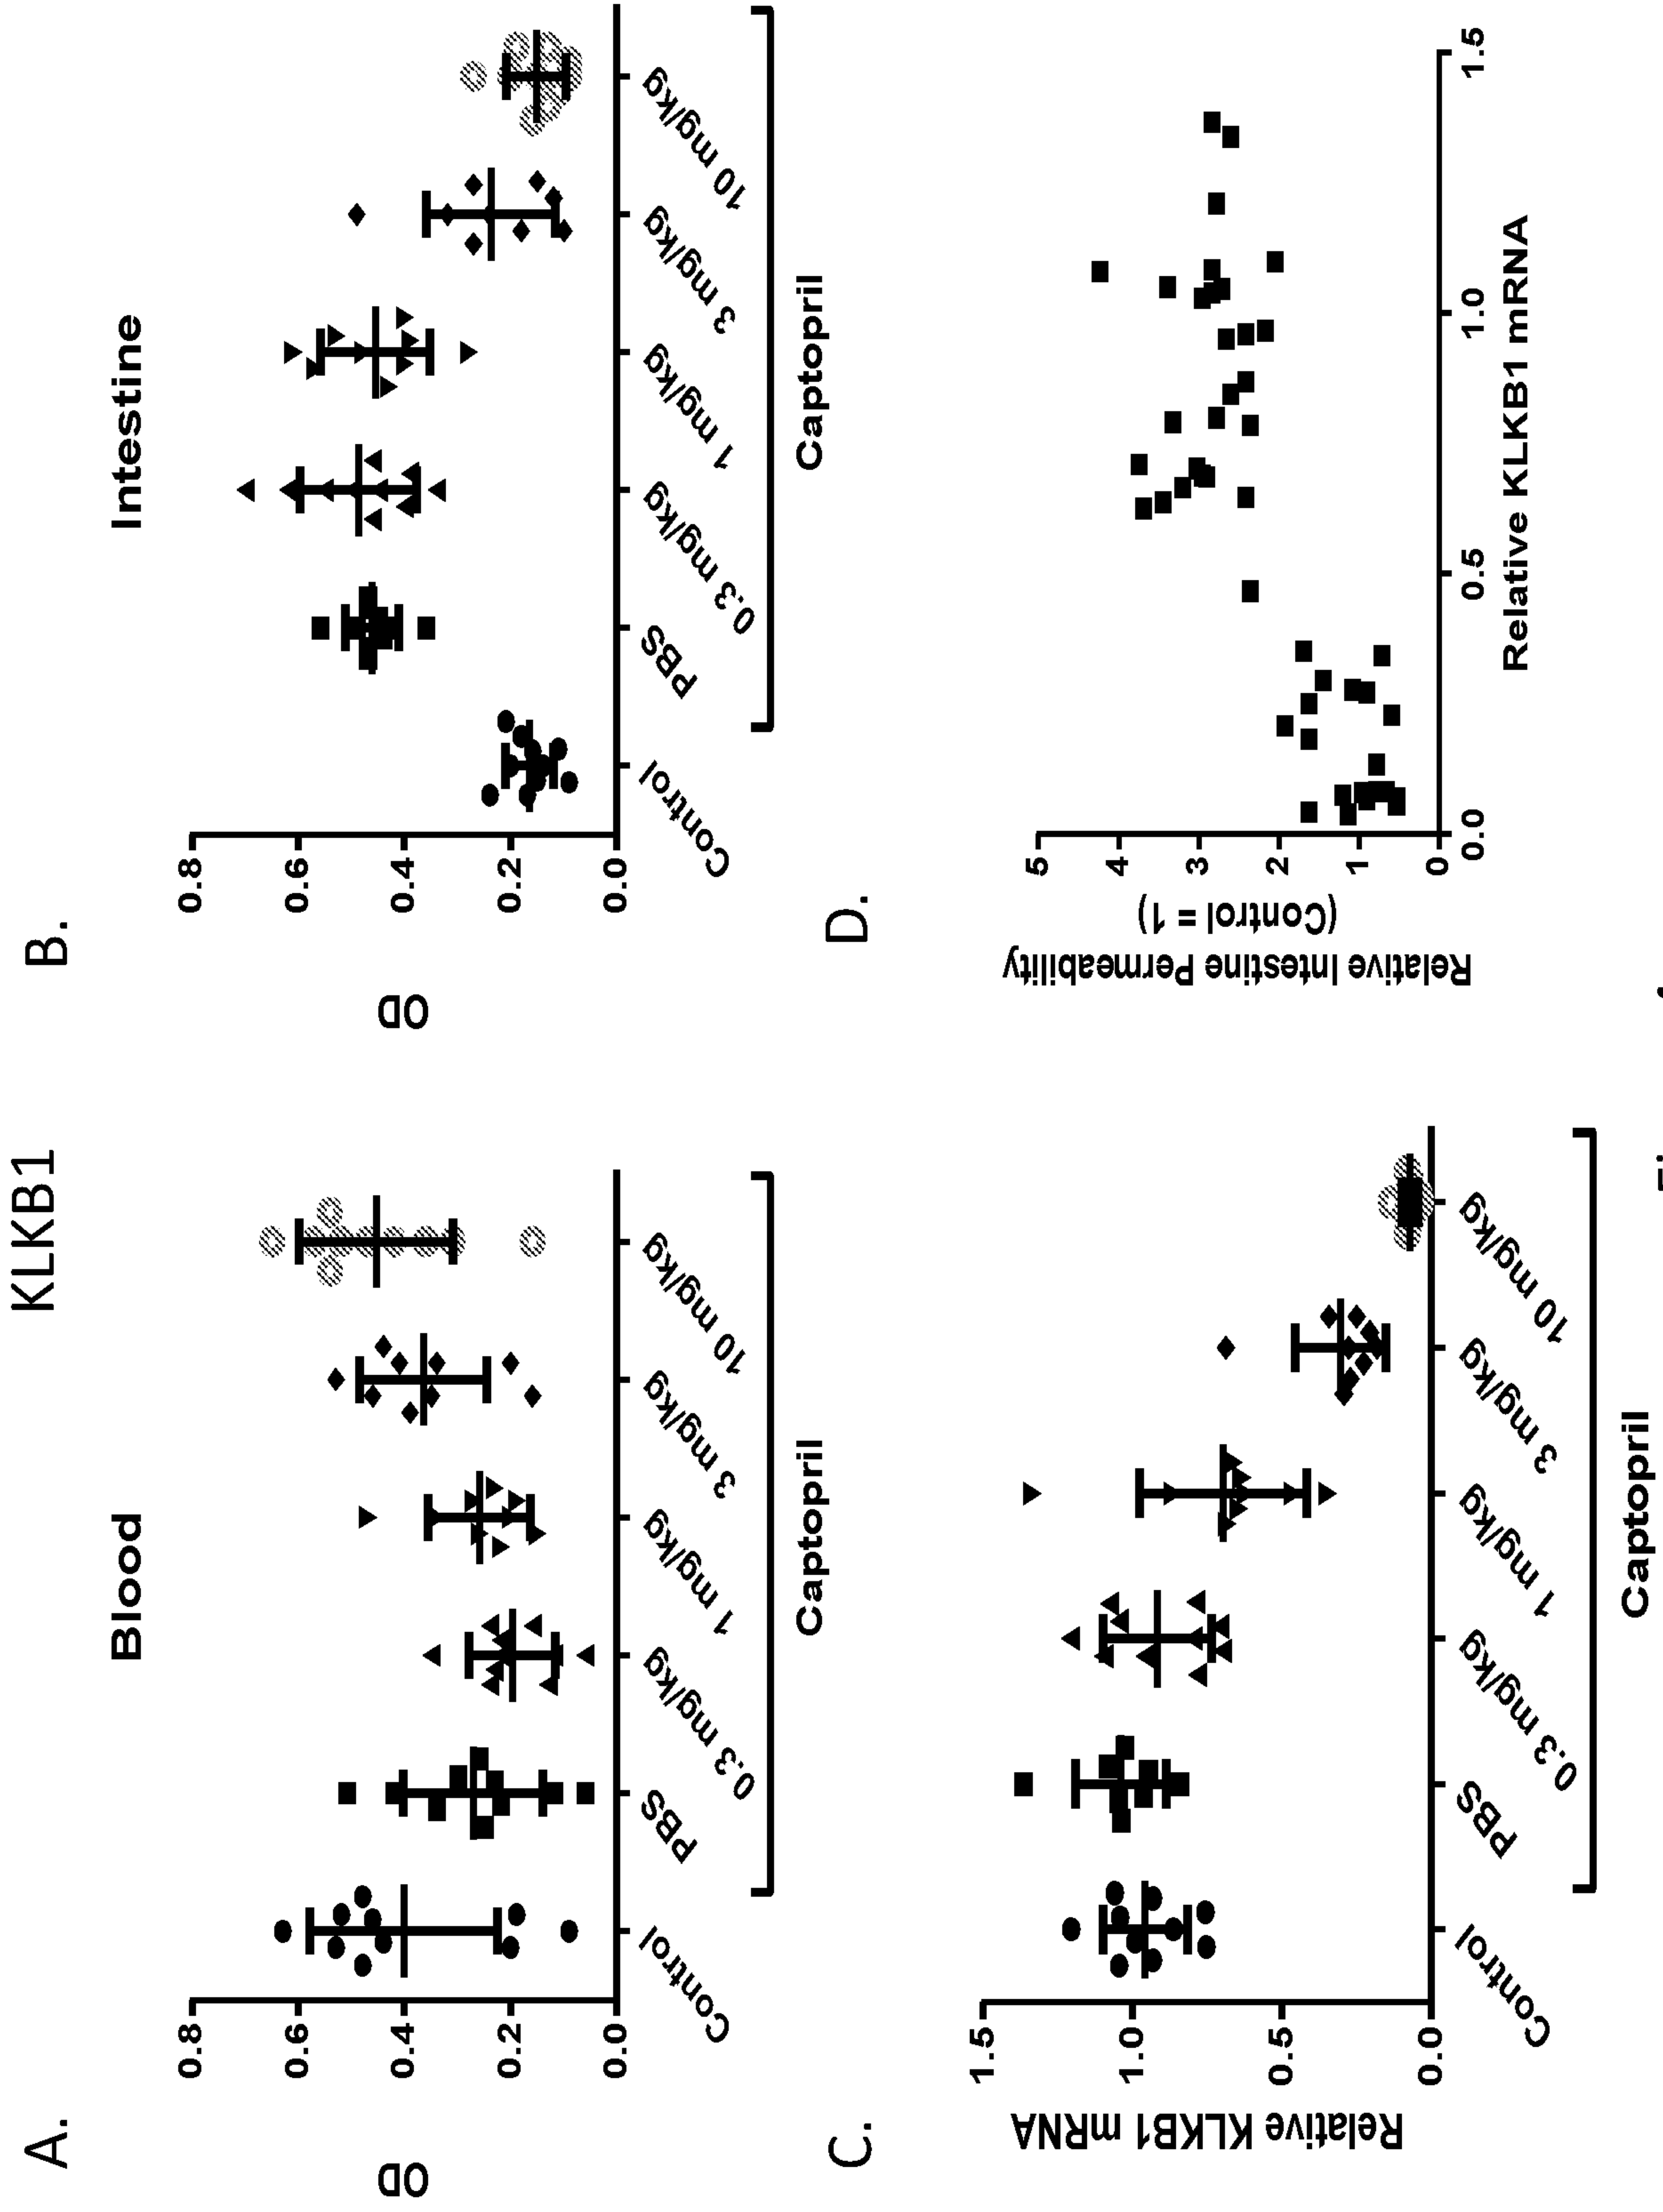 KLKB1
A.
Blood
OD
0.8
0.6
0.4
0.2
0.0
Control
PBS
0.3 mg/kg
1 mg/kg
3 mg/kg
10 mg/kg
Captopril
B.
Intestine
OD
0.8
0.6
0.4
0.2
0.0
Control
PBS
0.3 mg/kg
1 mg/kg
3 mg/kg
10 mg/kg
Captopril
C.
Relative KLKB1 mRNA
1.5
1.0
0.5
0.0
Control
PBS
0.3 mg/kg
1 mg/kg
3 mg/kg
10 mg/kg
Captopril
D.
Relative Intestine Permeability
(Control = 1)
5
4
3
2
1
0
0.0
0.5
1.0
1.5
Relative KLKB1 mRNA